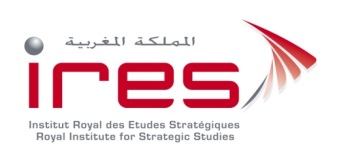 المملكة المغربية
ires
Institut Royal des Etudes Stratégiques
Royal Institute for Strategic Studies